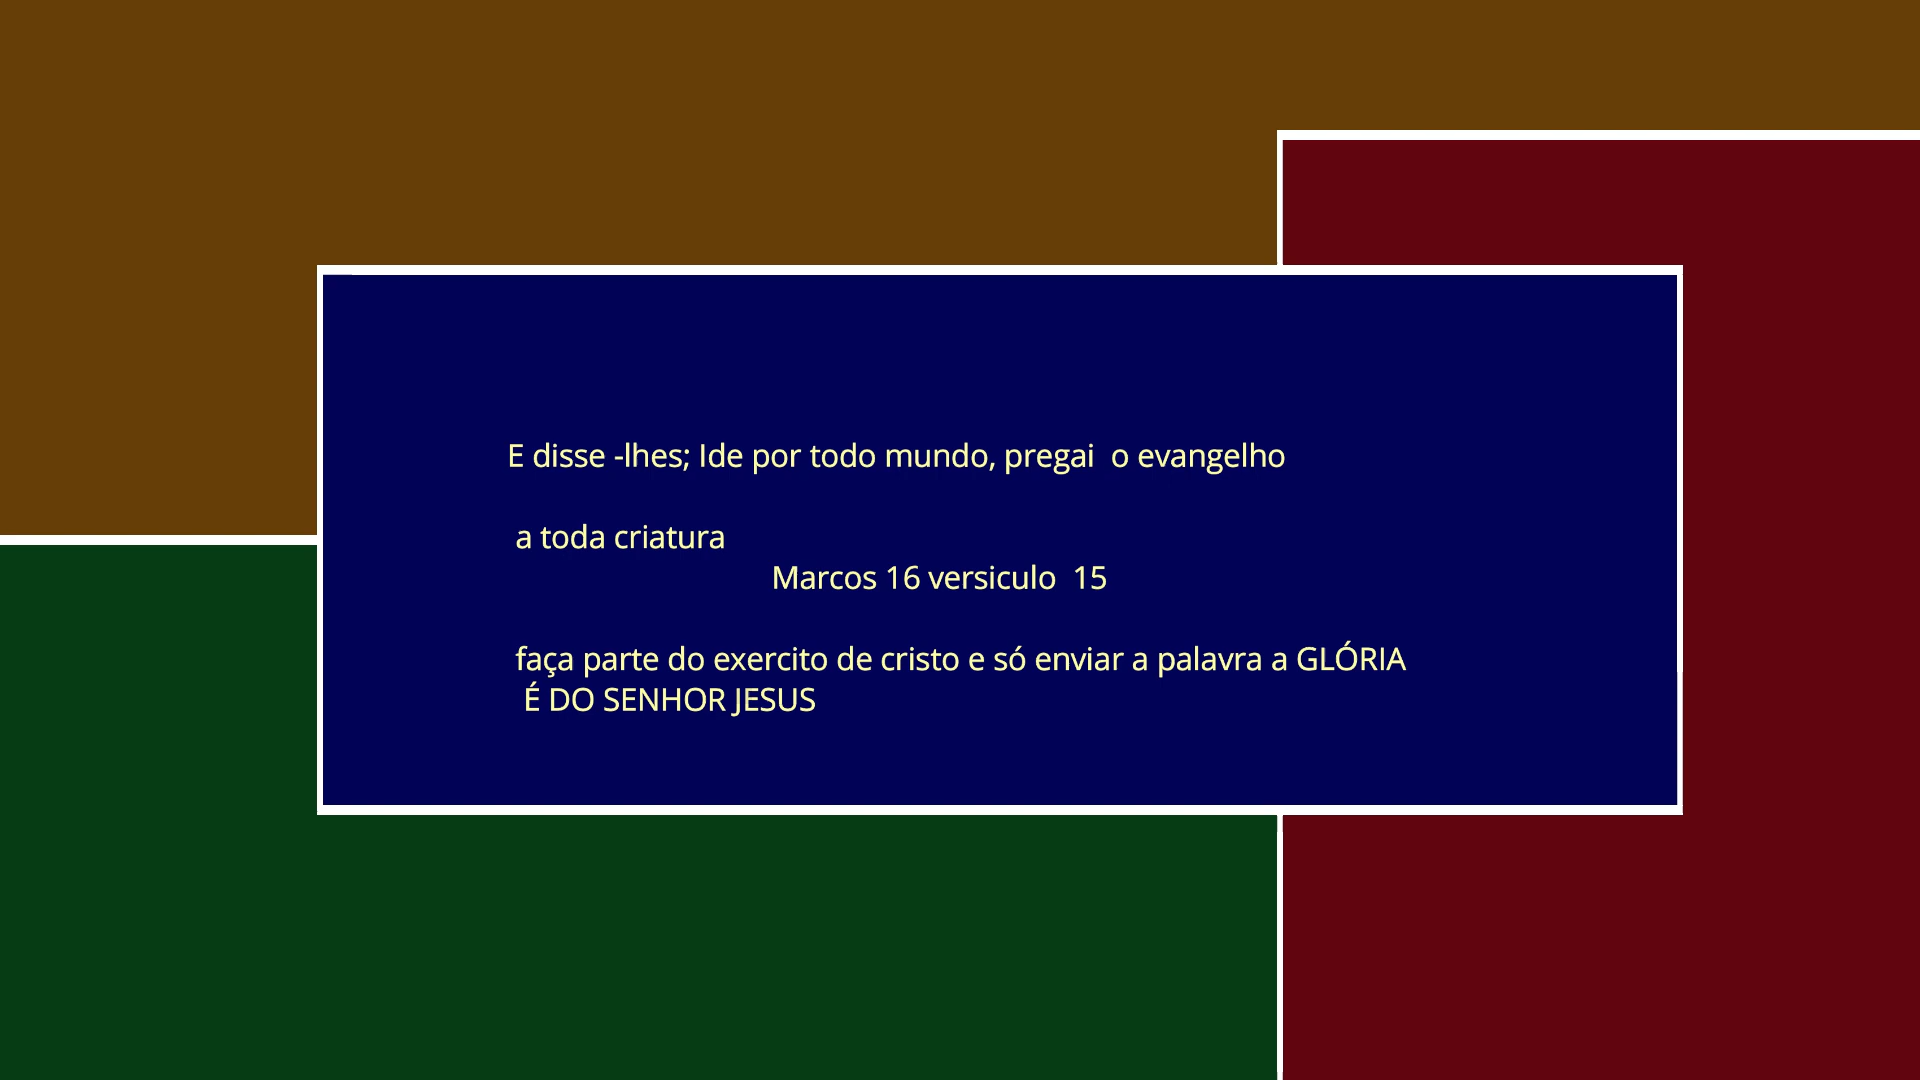 E disse -lhes; Ide por todo mundo, pregai  o evangelho
a toda criatura
Marcos 16 versiculo  15
faça parte do exercito de cristo e só enviar a palavra a GLÓRIA
É DO SENHOR JESUS